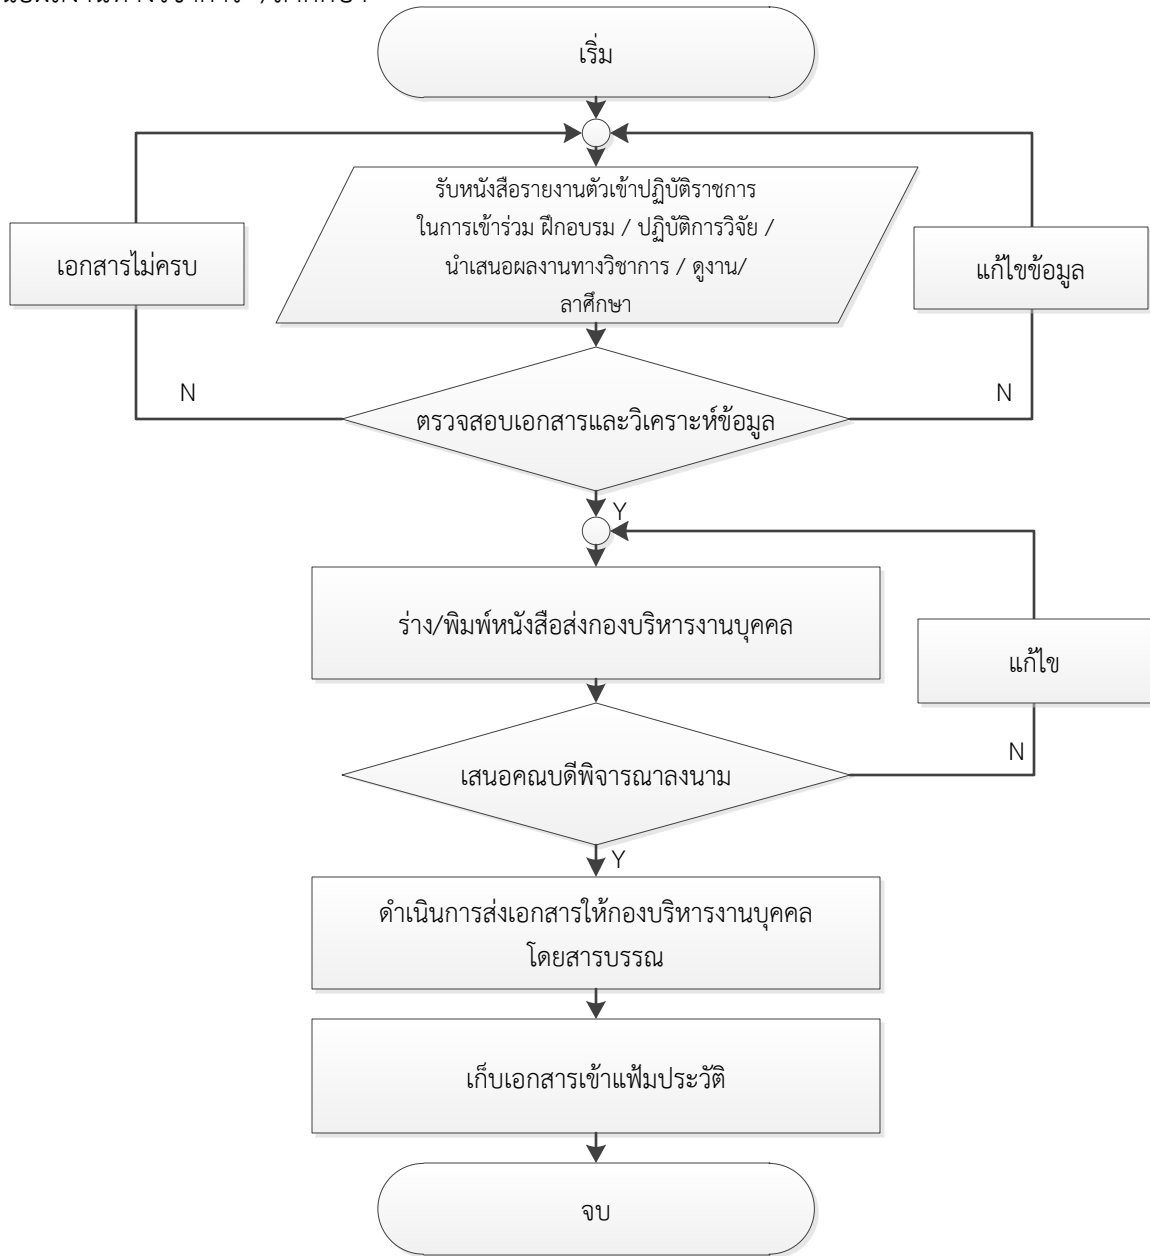 เริ่ม
รับหนังสือรายงานตัวเข้าปฏิบัติราชการ
ในการเข้าร่วม ฝึกอบรม / ปฏิบัติการวิจัย /
นำเสนอผลงานทางวิชาการ / ดูงาน/
ลาศึกษา
เอกสารไม่ครบ
แก้ไขข้อมูล
N
N
ตรวจสอบเอกสารและวิเคราะห์ข้อมูล
Y
ร่าง/พิมพ์หนังสือส่งกองบริหารงานบุคคล
แก้ไข
N
เสนอคณบดีพิจารณาลงนาม
Y
ดำเนินการส่งเอกสารให้กองบริหารงานบุคคล
โดยสารบรรณ
เก็บเอกสารเข้าแฟ้มประวัติ
จบ